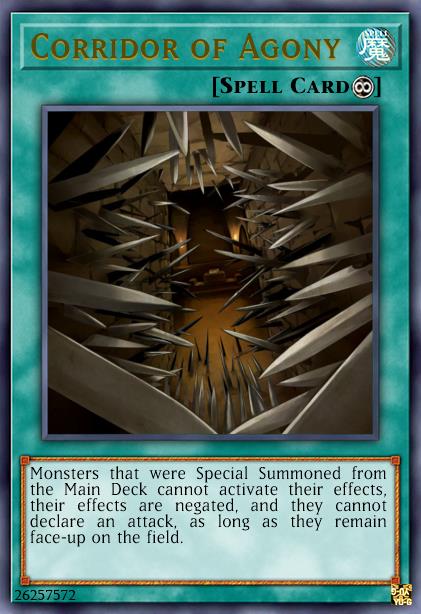 CORRIDOR OF AGONY
SPELL
魔
[SPELL CARD]
Monsters that were Special Summoned from
the Main Deck cannot activate their effects,
their effects are negated, and they cannot
declare an attack, as long as they remain
face-up on the field.
26257572